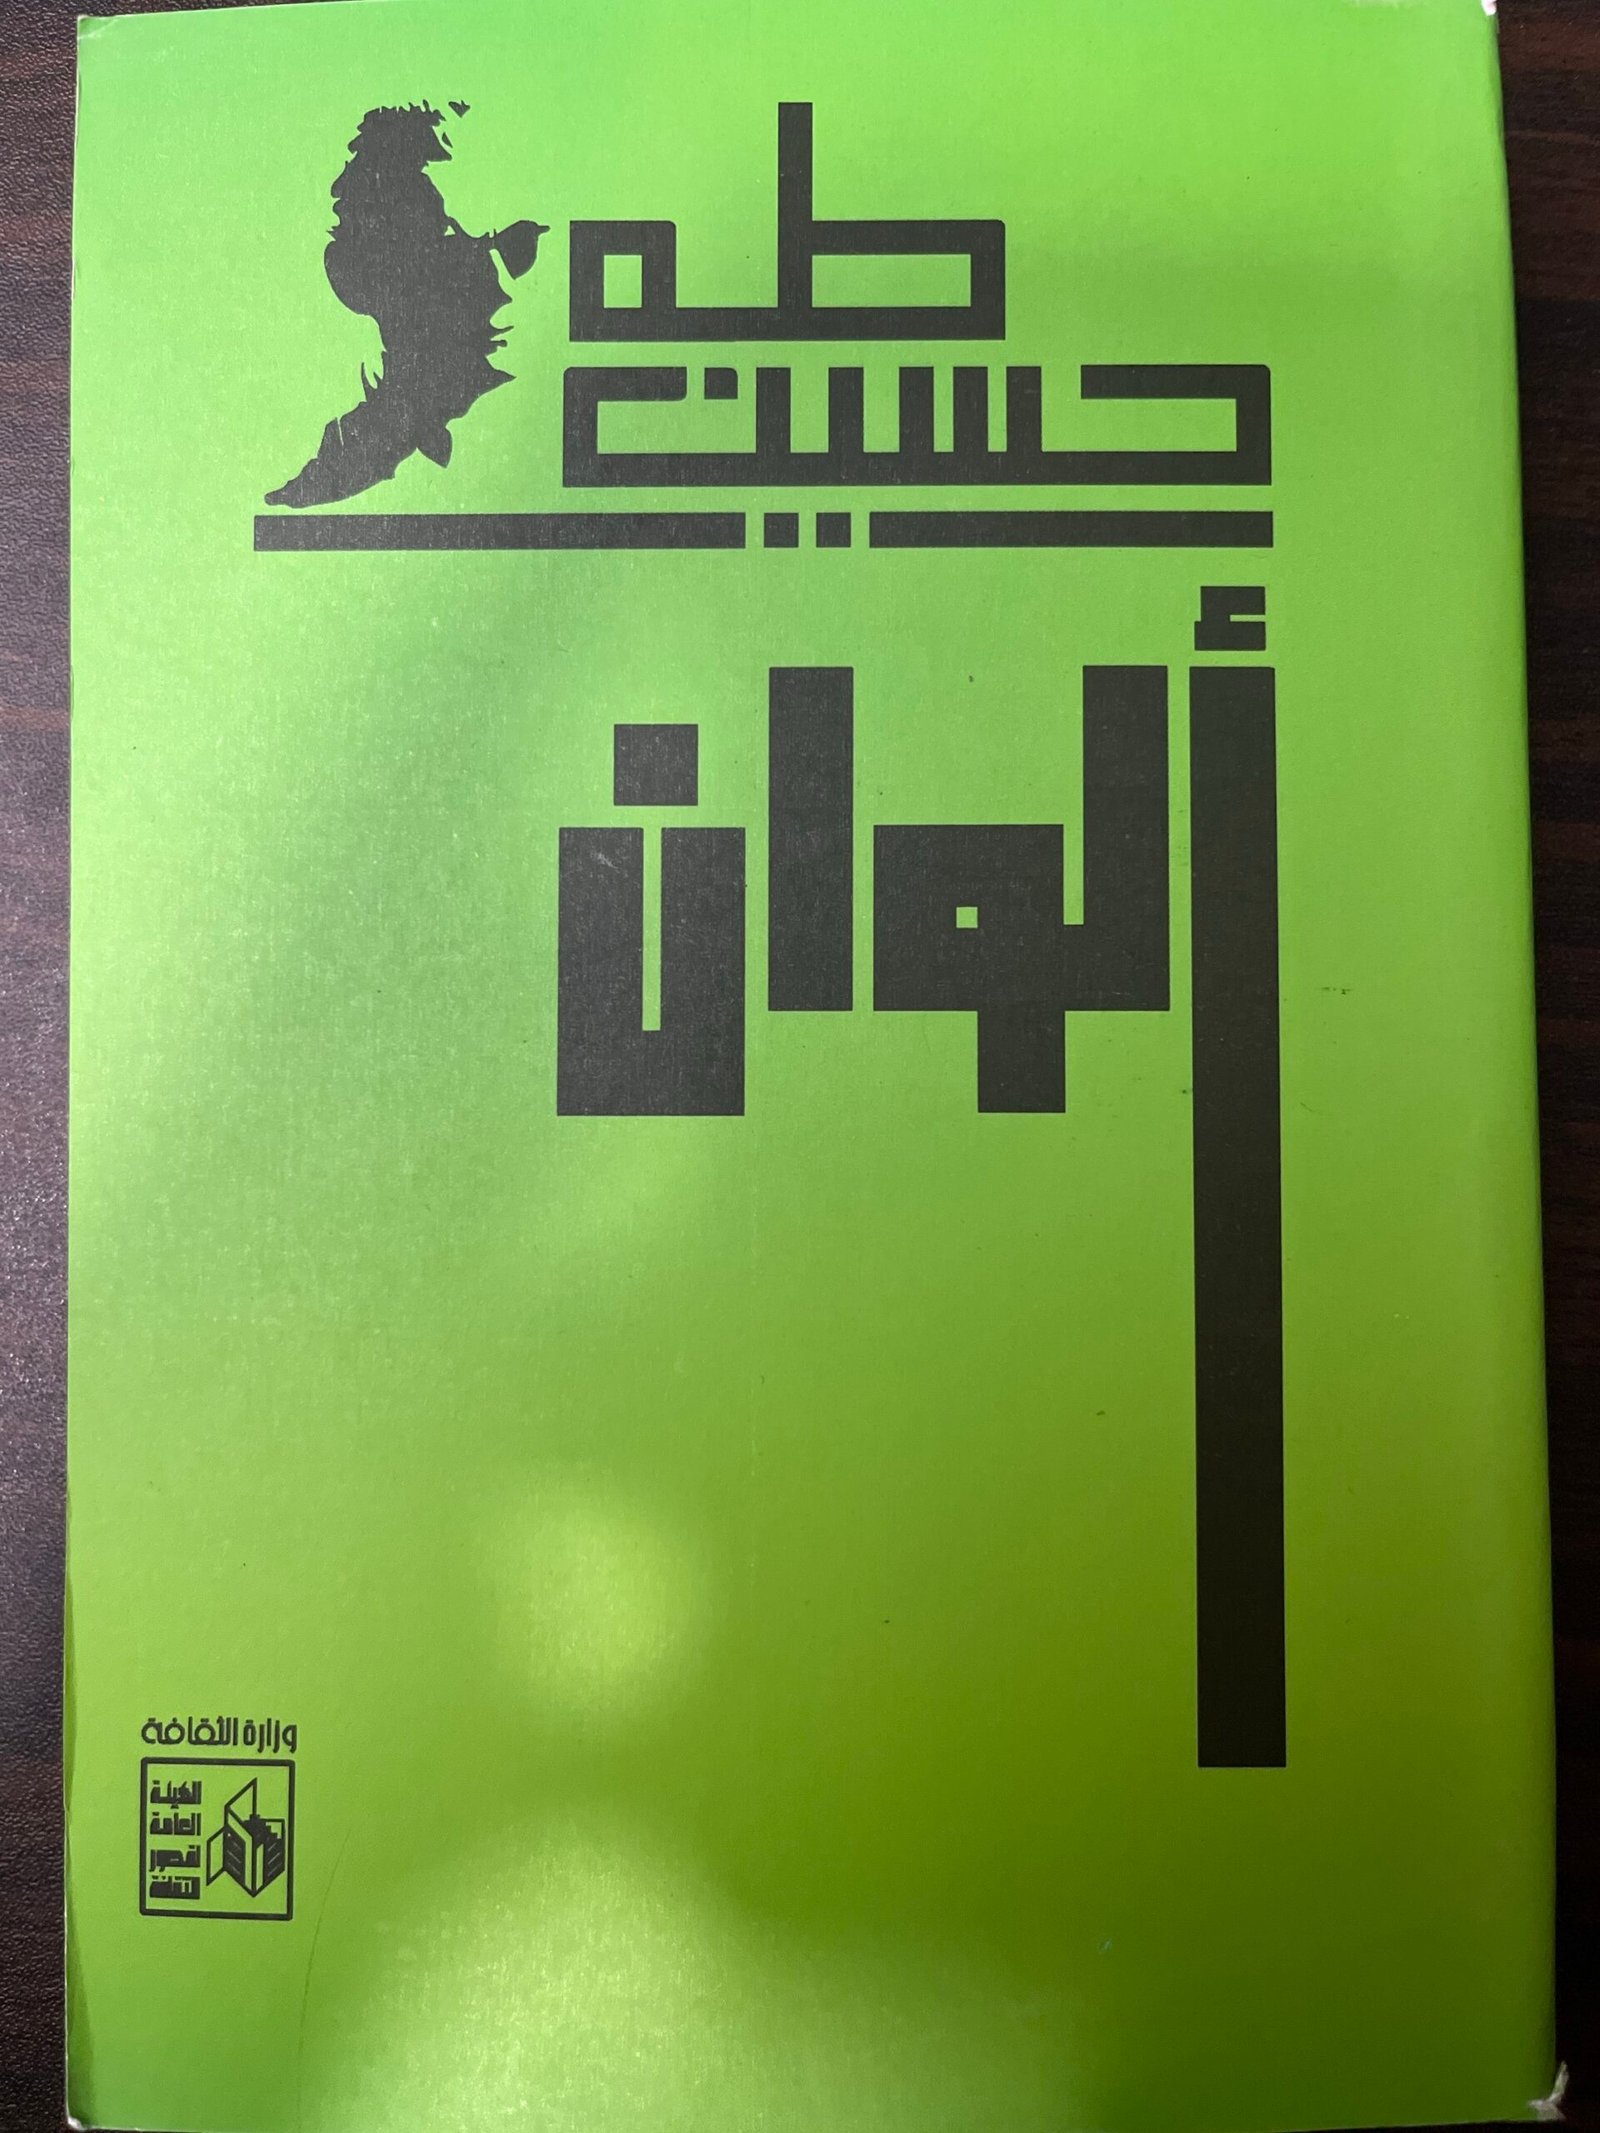 طه
حسين
ألوان
وزارة الثقافة
الهيئة
العامة
لقصور
الثقافة